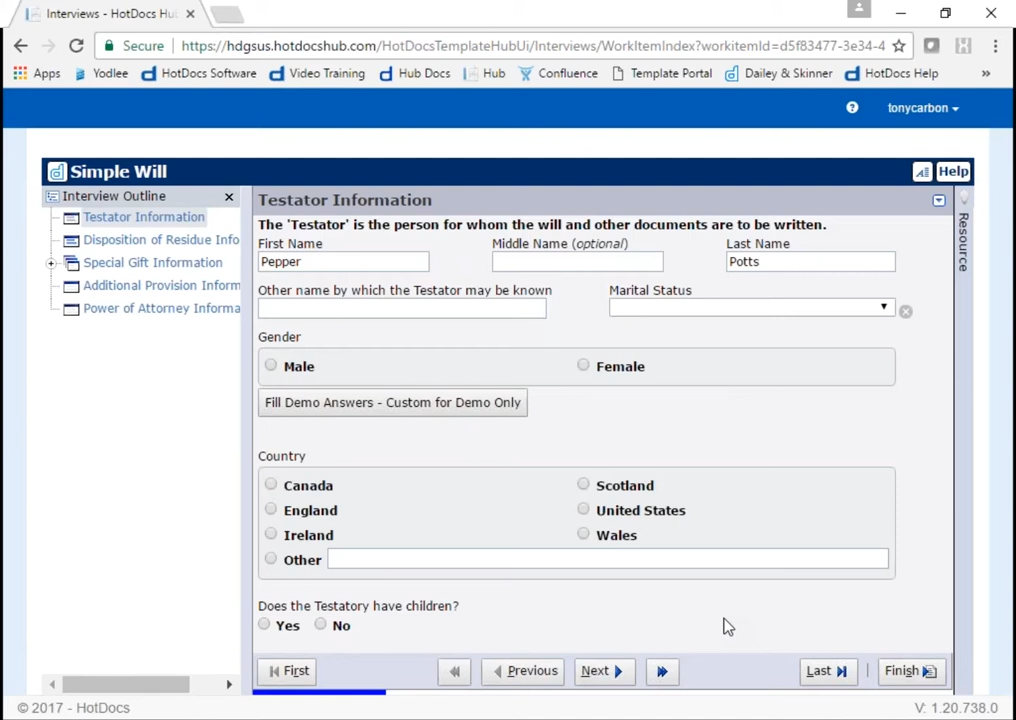 Interviews - HotDocs Hu
Secure
https://hdgsus.hotdocshub.com/HotDocsTemplateHubUi/Interviews/WorkItemIndex?workitemId=d5f83477-3e34-4
Apps Yodlee HotDocs Software Video Training Hub Docs Hub Confluence Template Portal Dailey & Skinner HotDocs Help »
? tonycarbon
Simple Will
Help
Interview Outline
Testator Information
Disposition of Residue Info
Special Gift Information
Additional Provision Inform
Power of Attorney Informa
Testator Information
The 'Testator' is the person for whom the will and other documents are to be written.
First Name Middle Name (optional) Last Name
Pepper Potts
Other name by which the Testator may be known Marital Status
Gender
Male Female
Fill Demo Answers - Custom for Demo Only
Country
Canada Scotland
England United States
Ireland Wales
Other
Does the Testatory have children?
Yes No
First Previous Next Last Finish
Resource
© 2017 - HotDocs V: 1.20.738.0